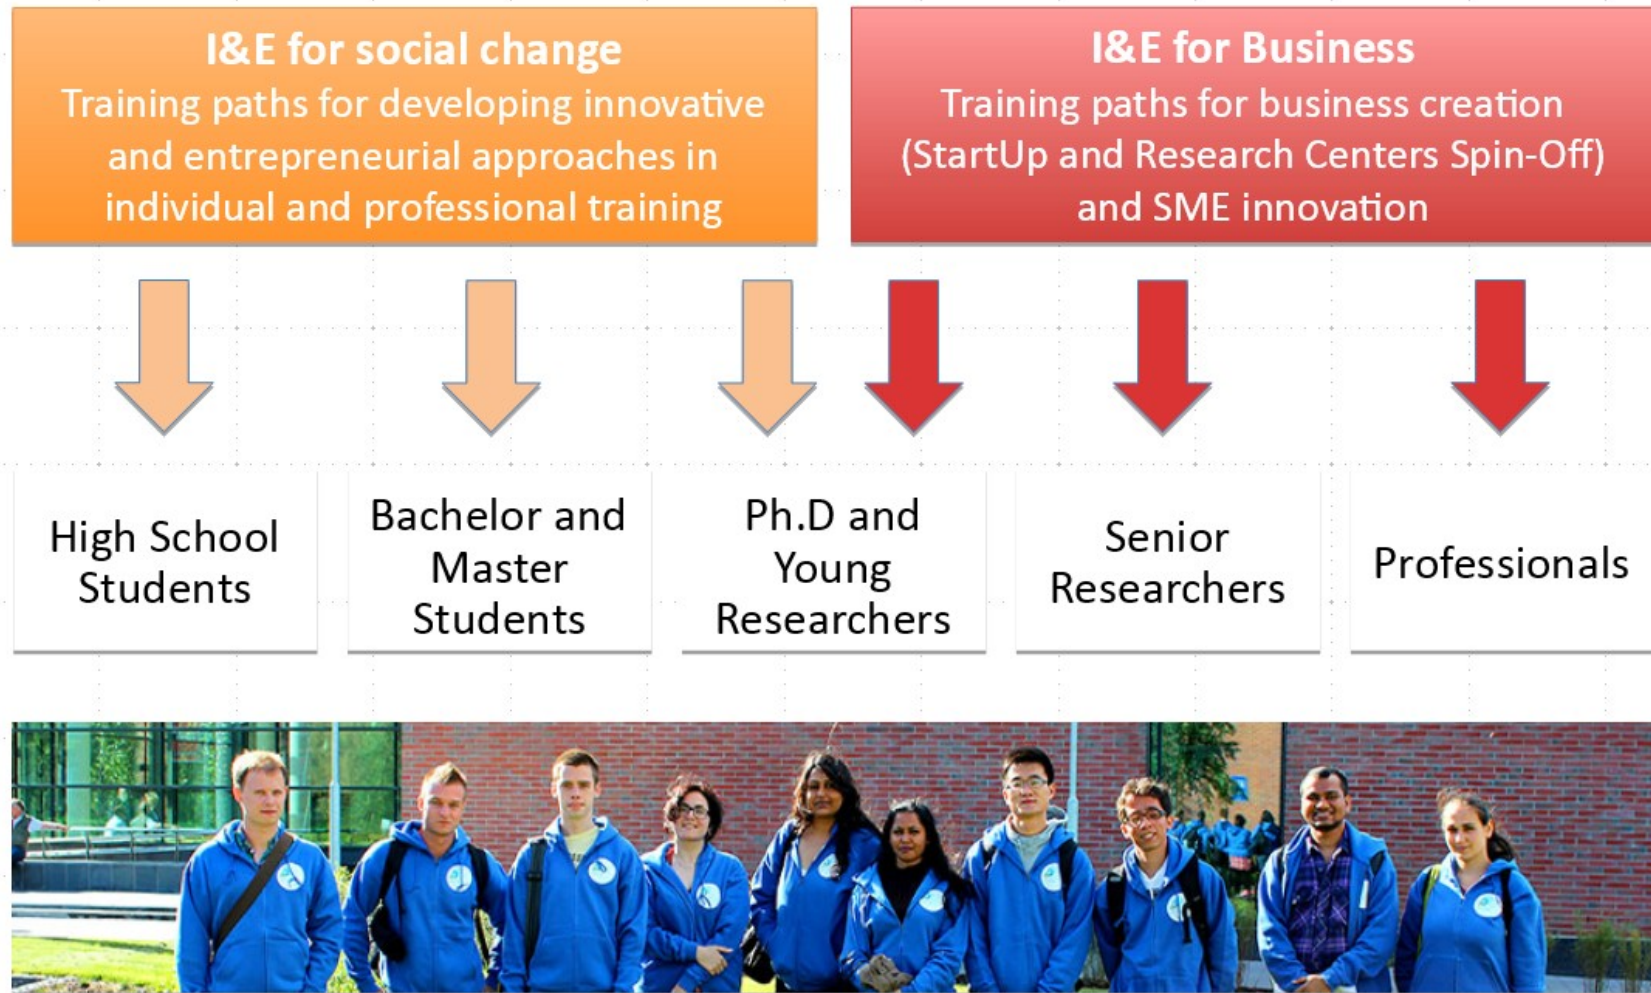 I&E for social change
Training paths for developing innovative
and entrepreneurial approaches in
individual and professional training
I&E for Business
Training paths for business creation
(StartUp and Research Centers Spin-Off)
and SME innovation
High School
Students
Bachelor and
Master
Students
Ph.D and
Young
Researchers
Senior
Researchers
Professionals